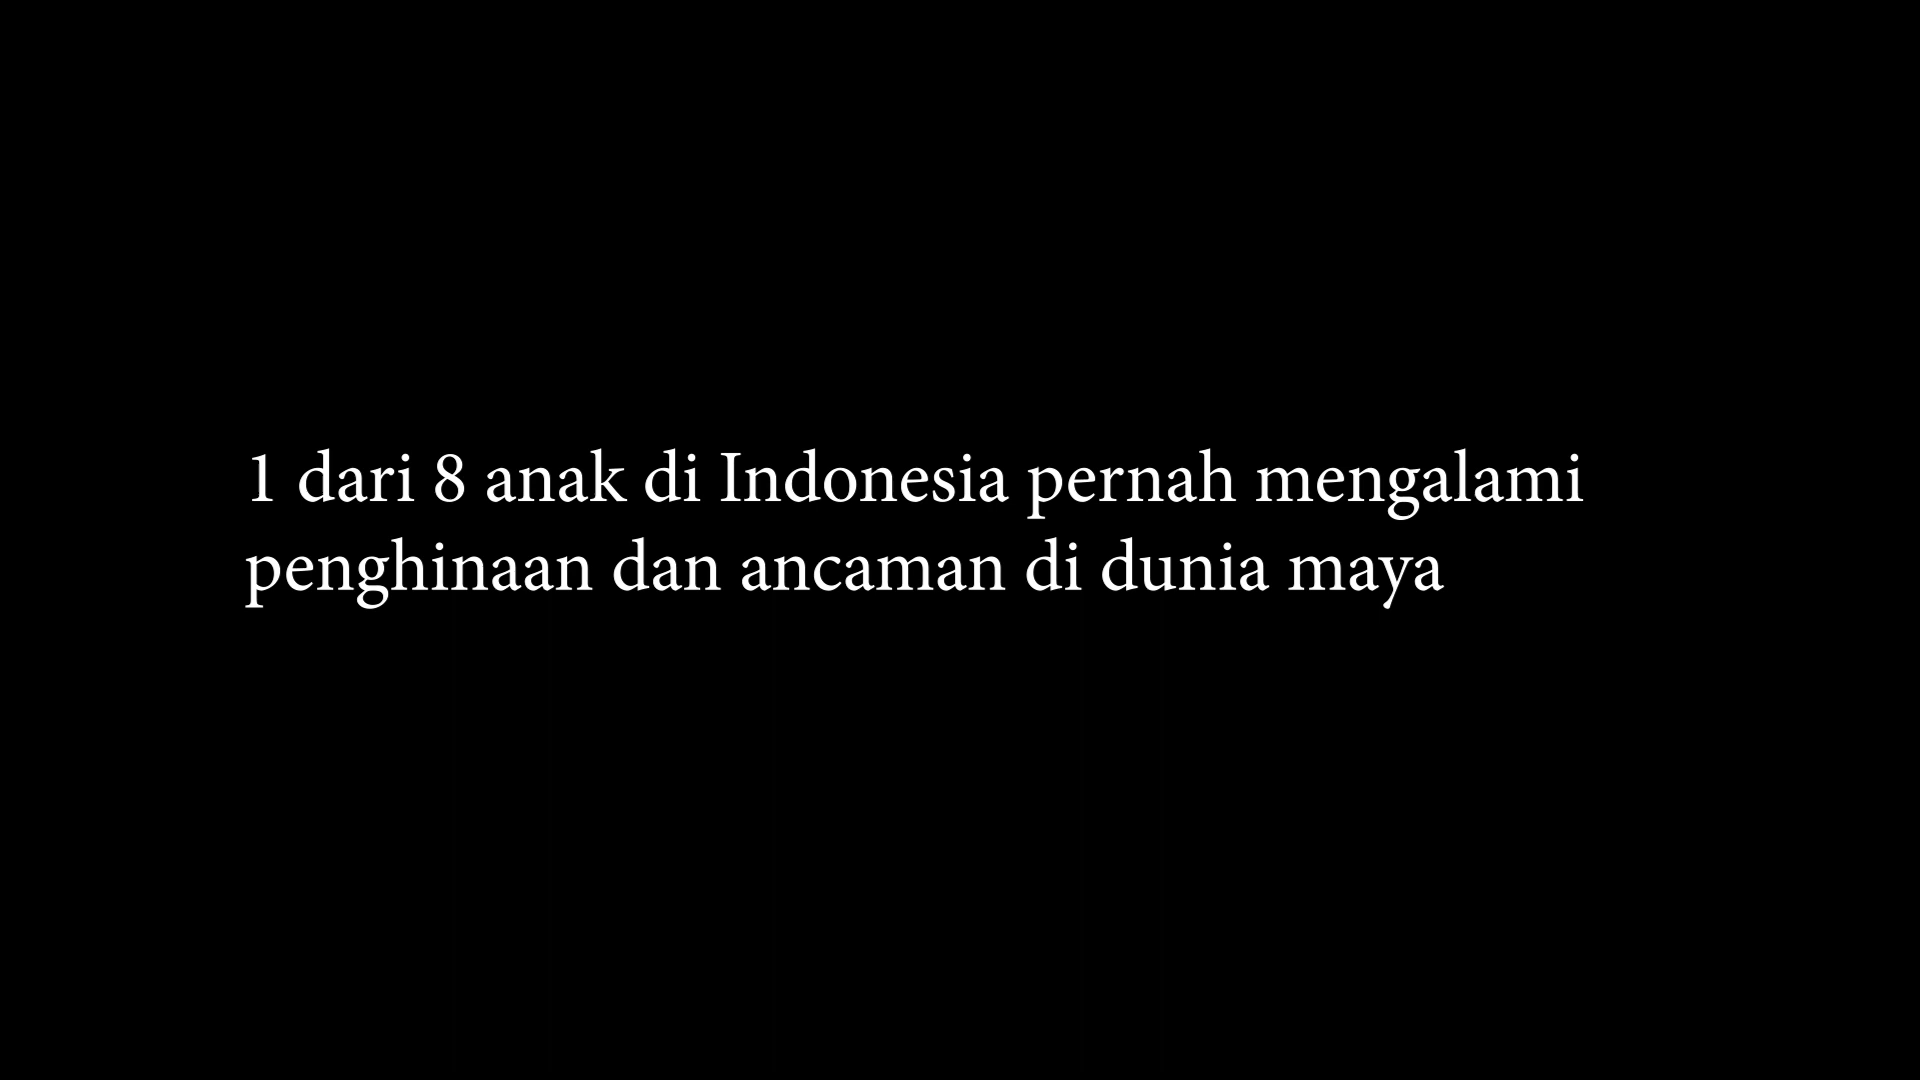 1 dari 8 anak di Indonesia pernah mengalami
penghinaan dan ancaman di dunia maya